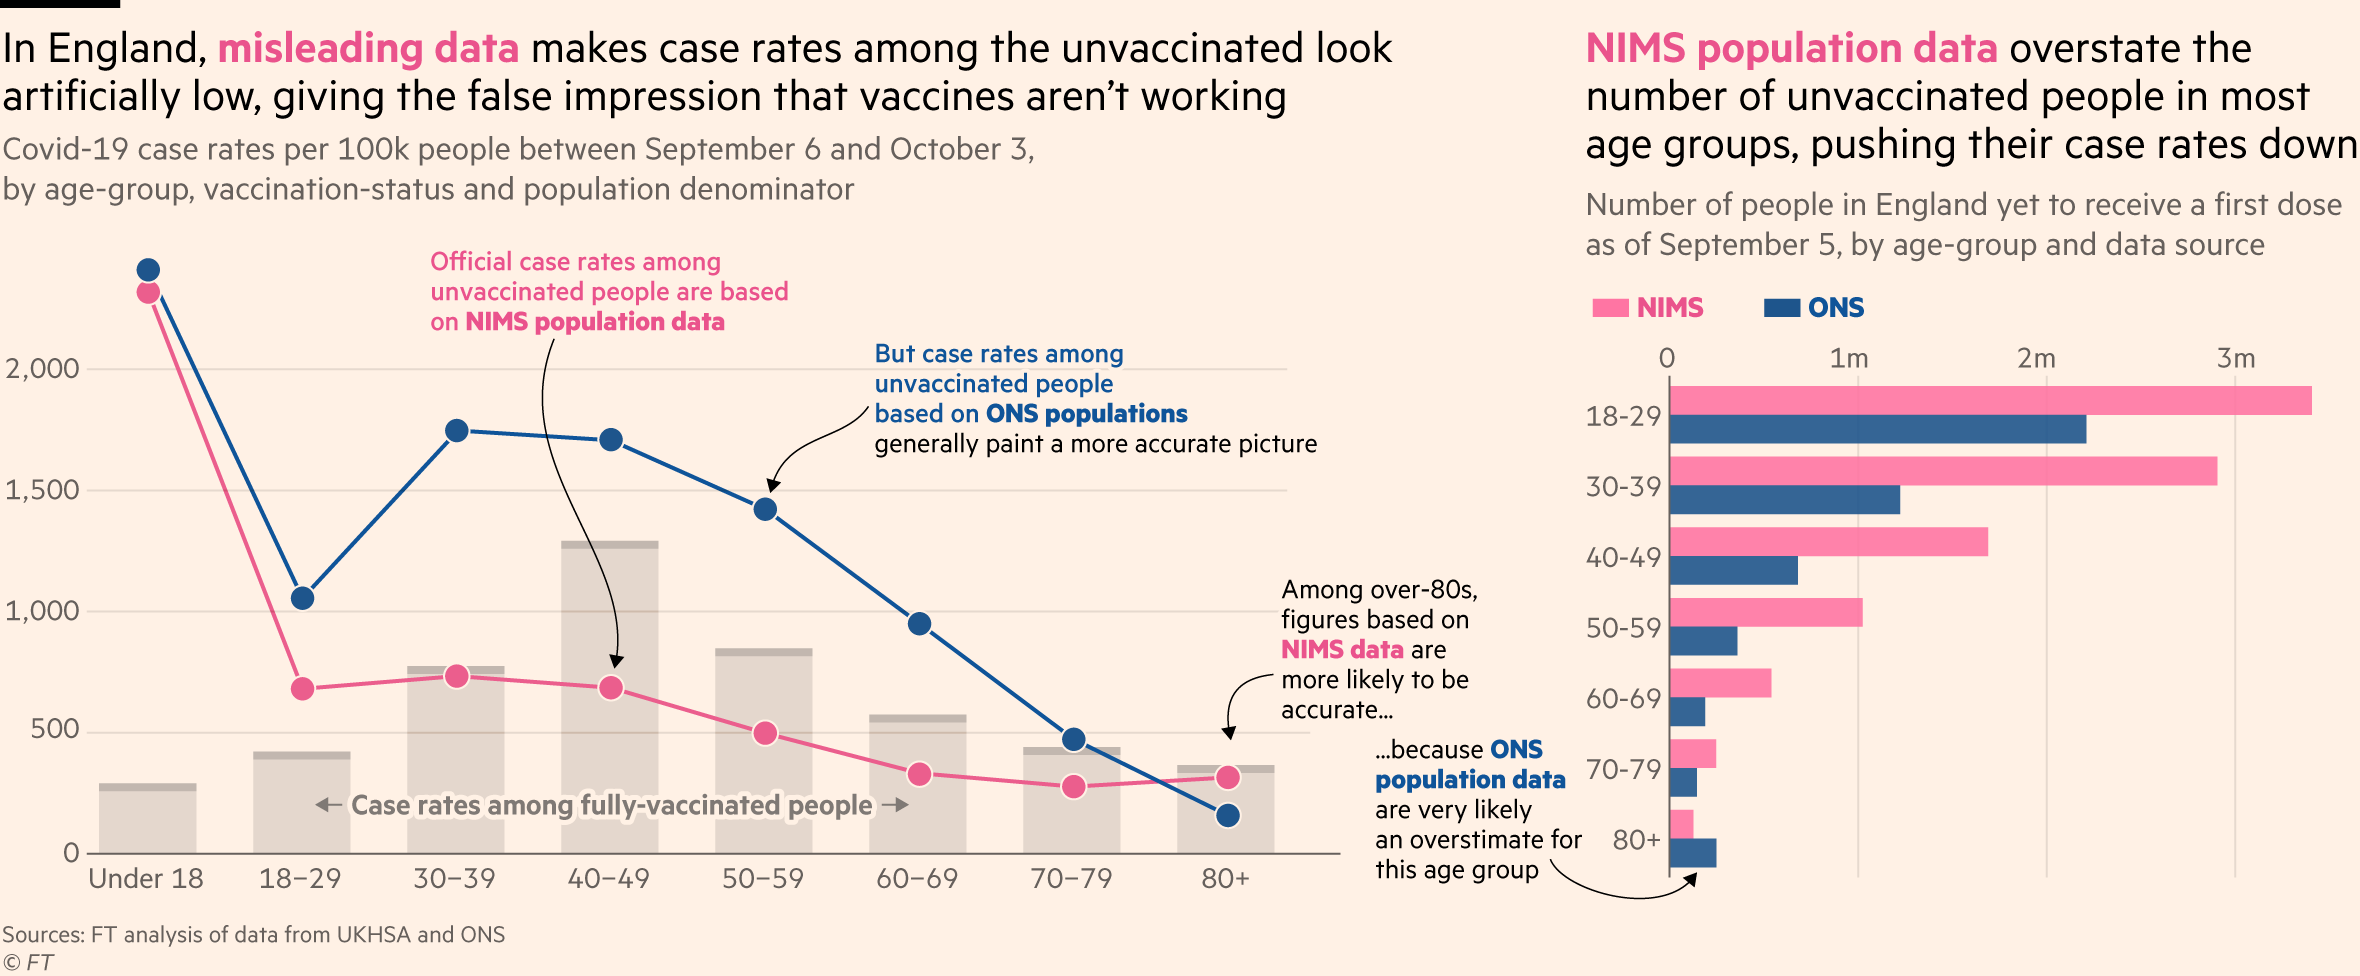 In England, misleading data makes case rates among the unvaccinated look
artificially low, giving the false impression that vaccines aren’t working
Covid-19 case rates per 100k people between September 6 and October 3,
by age-group, vaccination-status and population denominator
Official case rates among
unvaccinated people are based
on NIMS population data
But case rates among
unvaccinated people
based on ONS populations
generally paint a more accurate picture
2,000
1,500
1,000
500
0
Among over-80s,
figures based on
NIMS data are
more likely to be
accurate...
...because ONS
population data
are very likely
an overstimate for
this age group
Case rates among fully-vaccinated people
Under 18
18–29
30–39
40–49
50–59
60–69
70–79
80+
NIMS population data overstate the
number of unvaccinated people in most
age groups, pushing their case rates down
Number of people in England yet to receive a first dose
as of September 5, by age-group and data source
NIMS
ONS
0
1m
2m
3m
18-29
30-39
40-49
50-59
60-69
70-79
80+
Sources: FT analysis of data from UKHSA and ONS
© FT